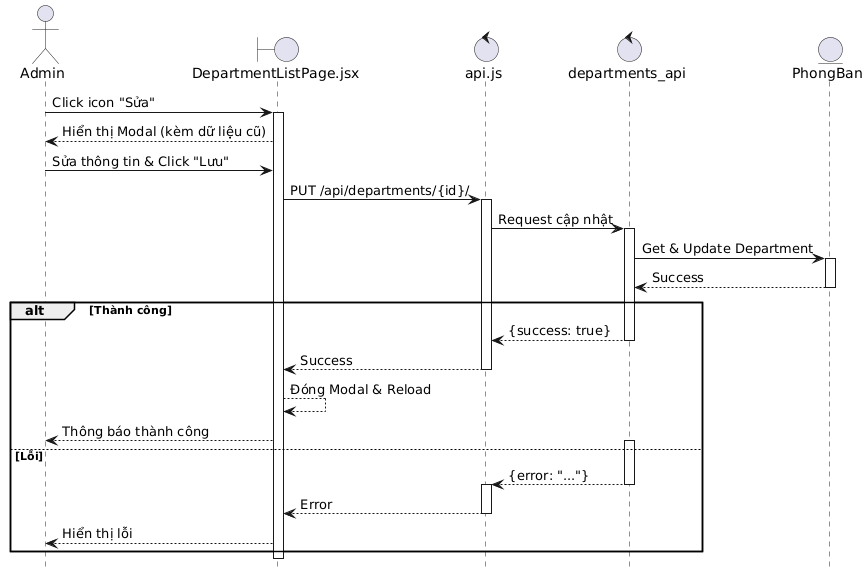 Admin
DepartmentListPage.jsx
api.js
departments_api
PhongBan
Click icon "Sửa"
Hiển thị Modal (kèm dữ liệu cũ)
Sửa thông tin & Click "Lưu"
PUT /api/departments/{id}/
Request cập nhật
Get & Update Department
Success
alt
[Thành công]
{success: true}
Success
Đóng Modal & Reload
Thông báo thành công
[Lỗi]
{error: "..."}
Error
Hiển thị lỗi